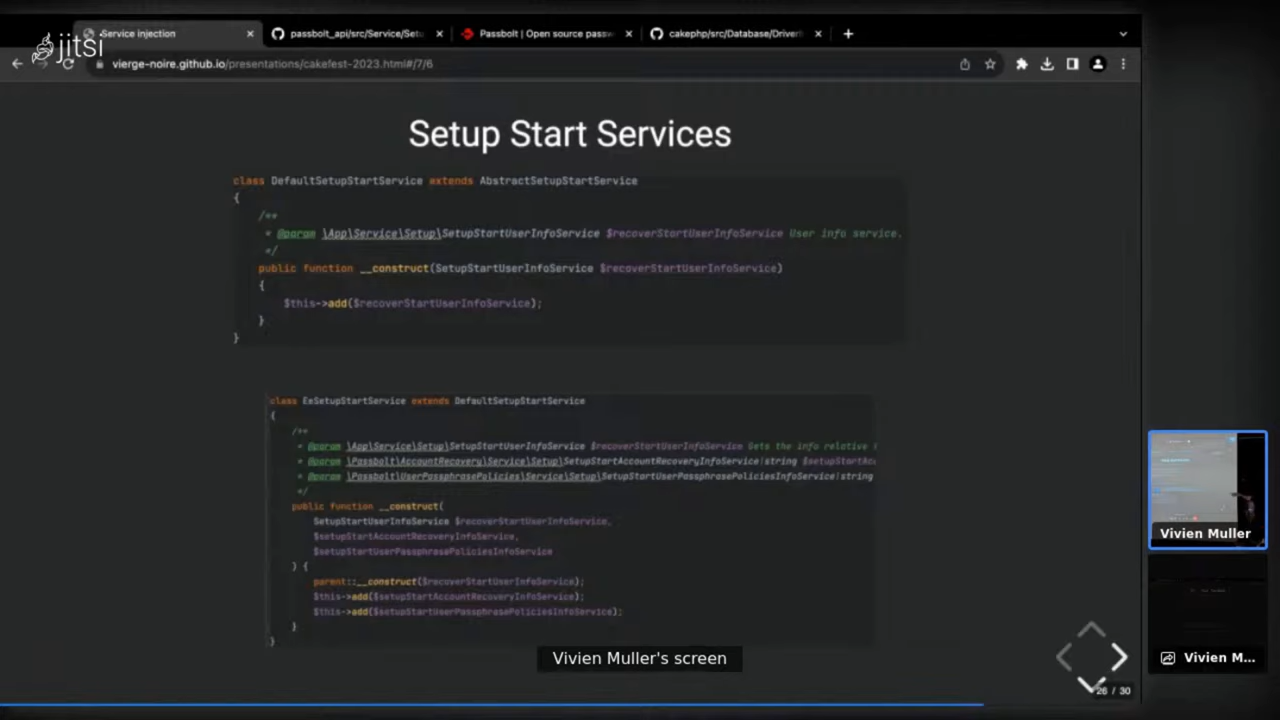 Service injection
passbolt_api/src/Service/Setu
Passbolt | Open source passw
cakephp/src/Database/Driver
jitsi
vierge-noire.github.io/presentations/cakefest-2023.html#/7/6
Setup Start Services
class DefaultSetupStartService extends AbstractSetupStartService
{
/**
* @param \App\Service\Setup\SetupStartUserInfoService $recoverStartUserInfoService User info service.
*/
public function __construct(SetupStartUserInfoService $recoverStartUserInfoService)
{
$this->add($recoverStartUserInfoService);
}
}
class EeSetupStartService extends DefaultSetupStartService
{
/**
* @param \App\Service\Setup\SetupStartUserInfoService $recoverStartUserInfoService Gets the info relative
* @param \Passbolt\AccountRecovery\Service\Setup\SetupStartAccountRecoveryInfoService|string $setupStartAcc
* @param \Passbolt\UserPassphrasePolicies\Service\Setup\SetupStartUserPassphrasePoliciesInfoService|string
*/
public function __construct(
SetupStartUserInfoService $recoverStartUserInfoService,
$setupStartAccountRecoveryInfoService,
$setupStartUserPassphrasePoliciesInfoService
) {
parent::__construct($recoverStartUserInfoService);
$this->add($setupStartAccountRecoveryInfoService);
$this->add($setupStartUserPassphrasePoliciesInfoService);
}
}
Vivien Muller
Vivien Muller's screen
Vivien M...
26 / 30